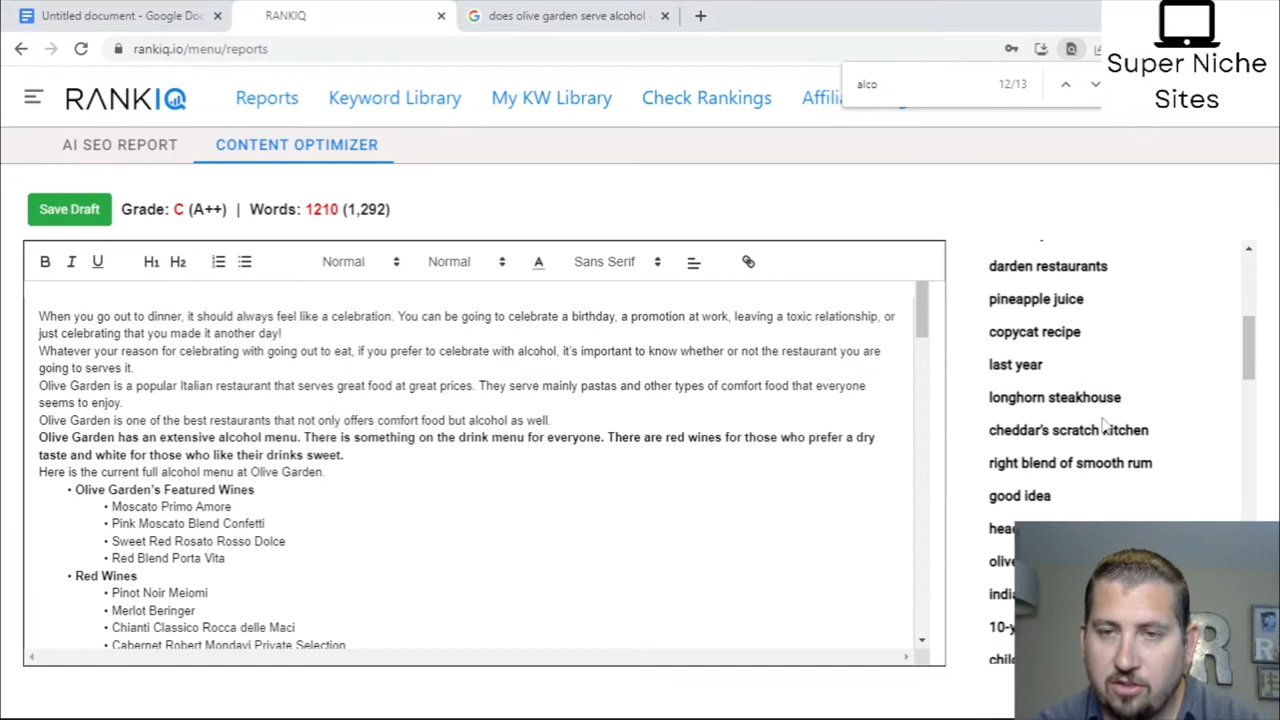 Untitled document - Google Doc
RANKIQ
does olive garden serve alcohol -
rankiq.io/menu/reports
Super Niche
Sites
RANKIQ
Reports
Keyword Library
My KW Library
Check Rankings
alco
12/13
AI SEO REPORT
CONTENT OPTIMIZER
Save Draft
Grade: C (A++) | Words: 1210 (1,292)
B I U H1 H2 Normal Normal A Sans Serif
When you go out to dinner, it should always feel like a celebration. You can be going to celebrate a birthday, a promotion at work, leaving a toxic relationship, or
just celebrating that you made it another day!
Whatever your reason for celebrating with going out to eat, if you prefer to celebrate with alcohol, it's important to know whether or not the restaurant you are
going to serves it.
Olive Garden is a popular Italian restaurant that serves great food at great prices. They serve mainly pastas and other types of comfort food that everyone
seems to enjoy.
Olive Garden is one of the best restaurants that not only offers comfort food but alcohol as well.
Olive Garden has an extensive alcohol menu. There is something on the drink menu for everyone. There are red wines for those who prefer a dry
taste and white for those who like their drinks sweet.
Here is the current full alcohol menu at Olive Garden.
• Olive Garden's Featured Wines
• Moscato Primo Amore
• Pink Moscato Blend Confetti
• Sweet Red Rosato Rosso Dolce
• Red Blend Porta Vita
• Red Wines
• Pinot Noir Meiomi
• Merlot Beringer
• Chianti Classico Rocca delle Maci
• Cabernet Robert Mondavi Private Selection
darden restaurants
pineapple juice
copycat recipe
last year
longhorn steakhouse
cheddar's scratch kitchen
right blend of smooth rum
good idea
R